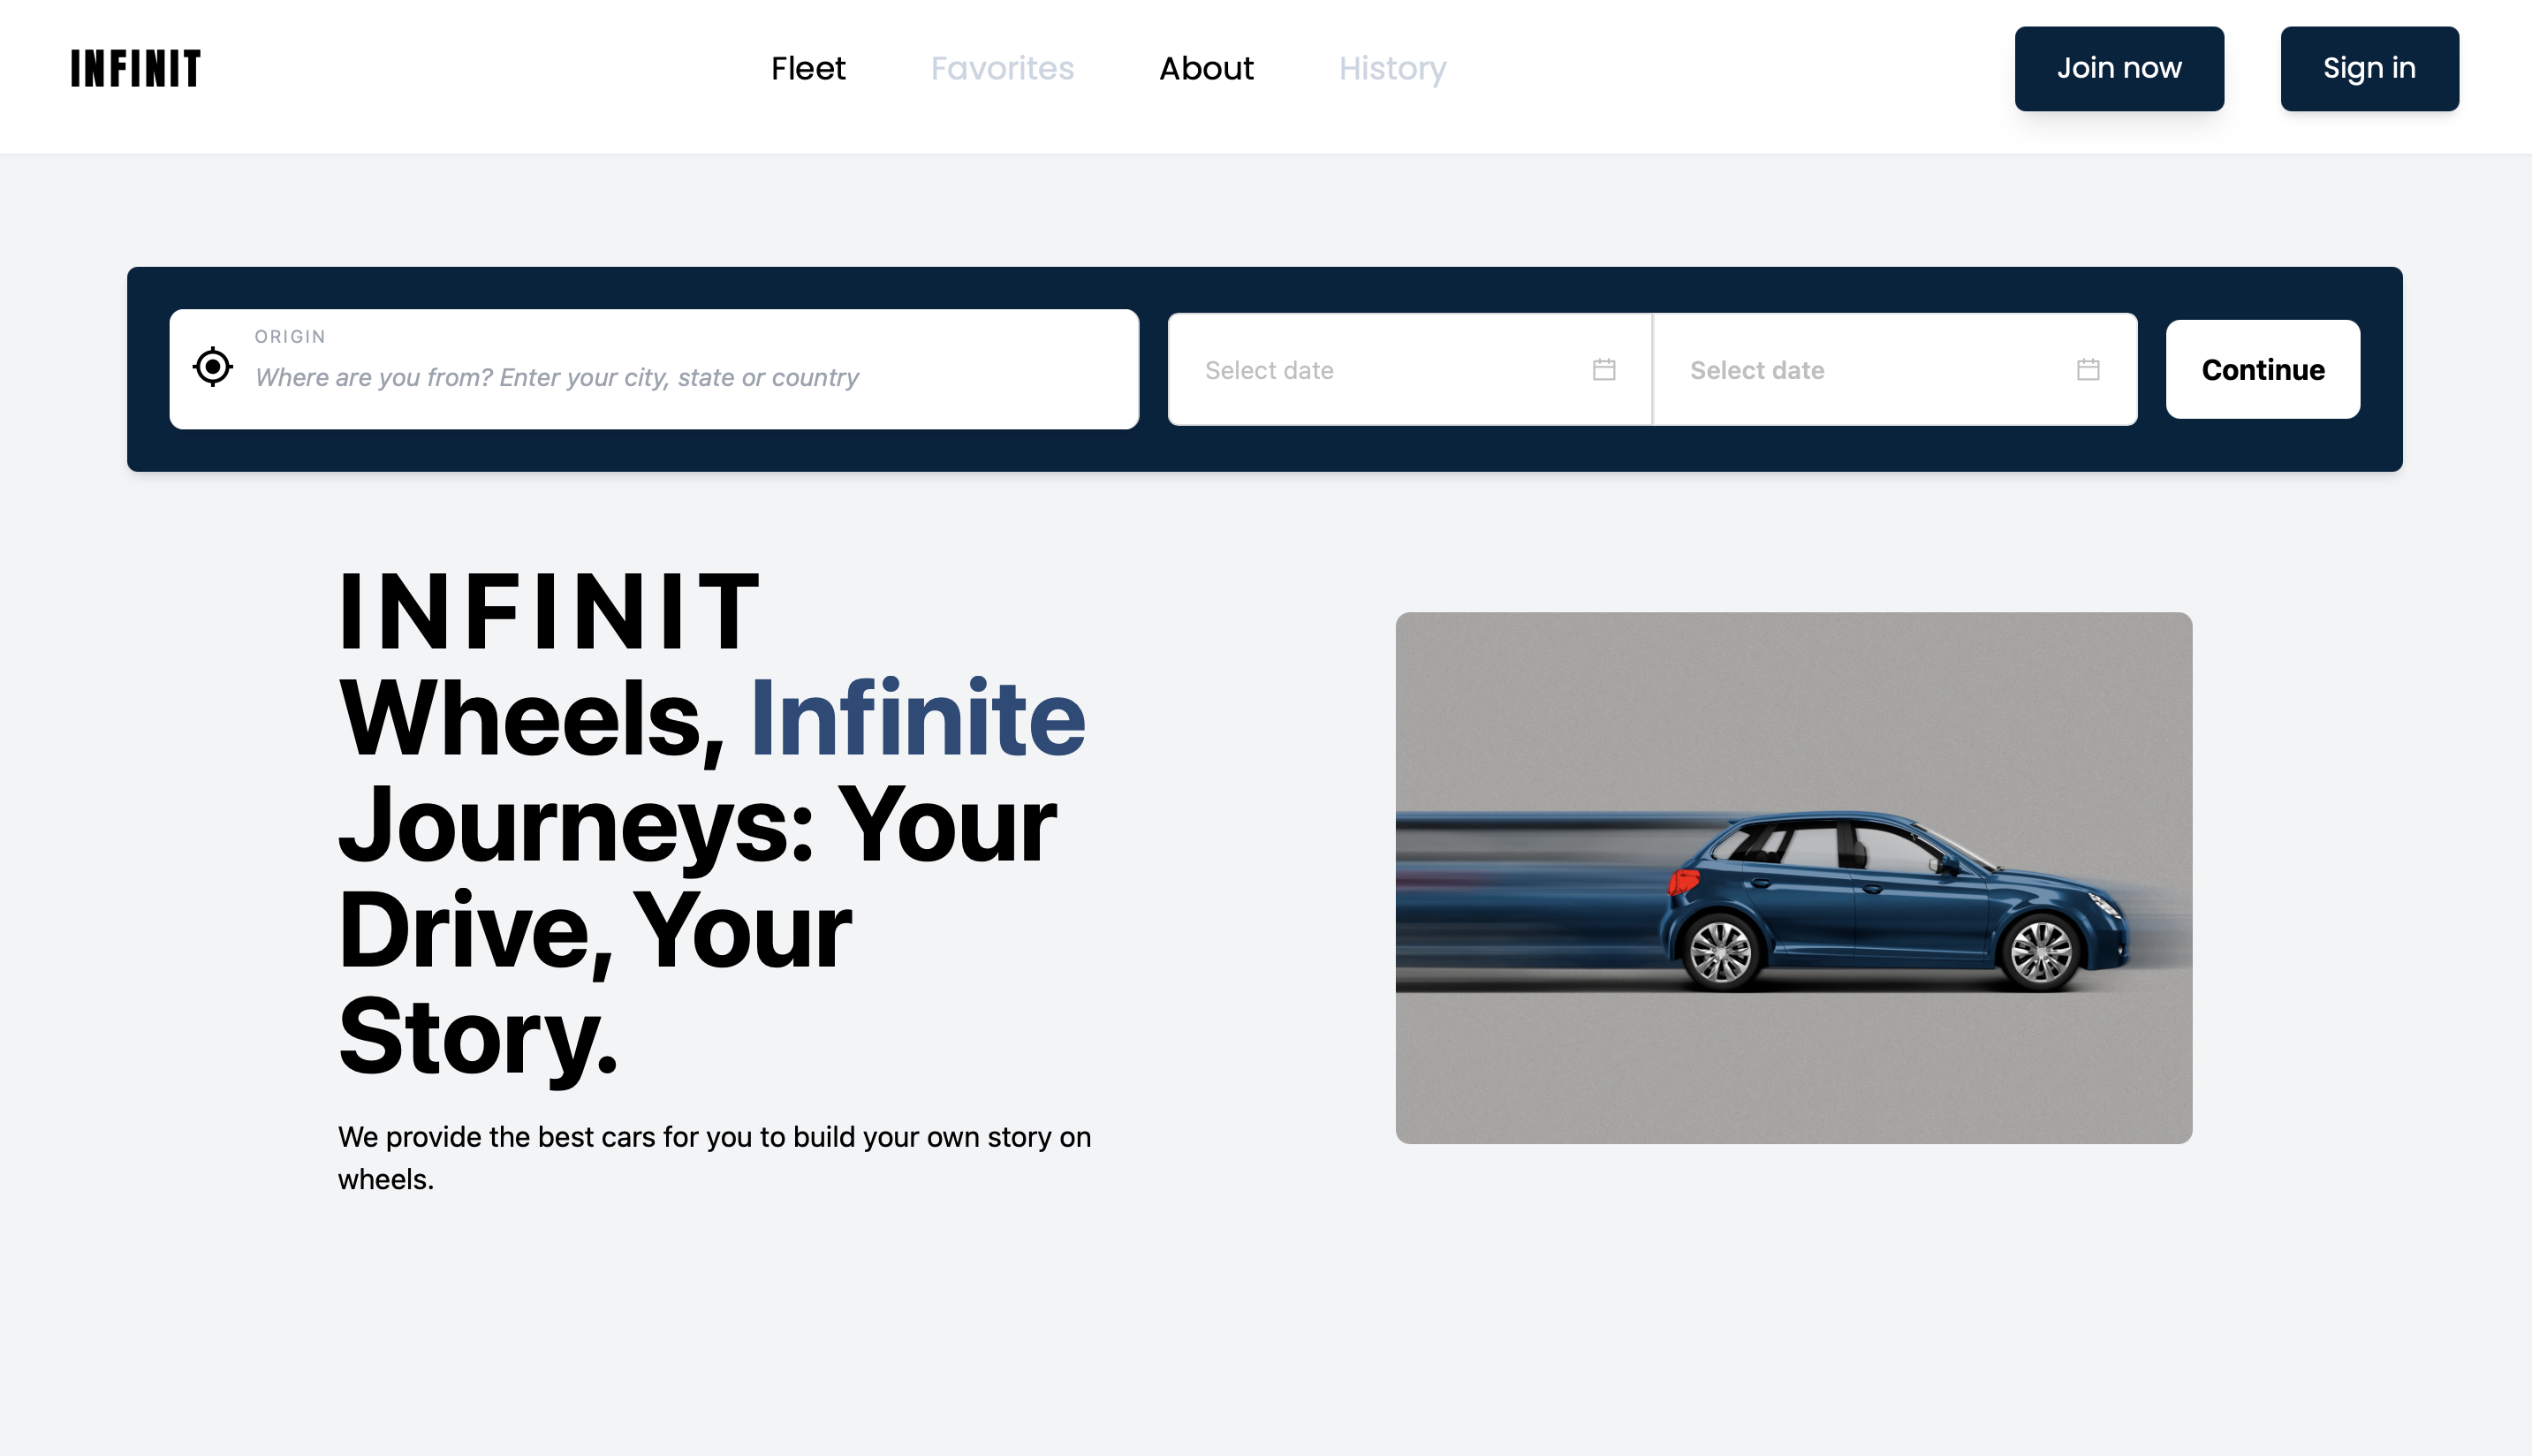 INFINIT
Fleet
Favorites
About
History
Join now
Sign in
ORIGIN
Where are you from? Enter your city, state or country
Select date
Select date
Continue
INFINIT
Wheels, Infinite
Journeys: Your
Drive, Your
Story.
We provide the best cars for you to build your own story on
wheels.